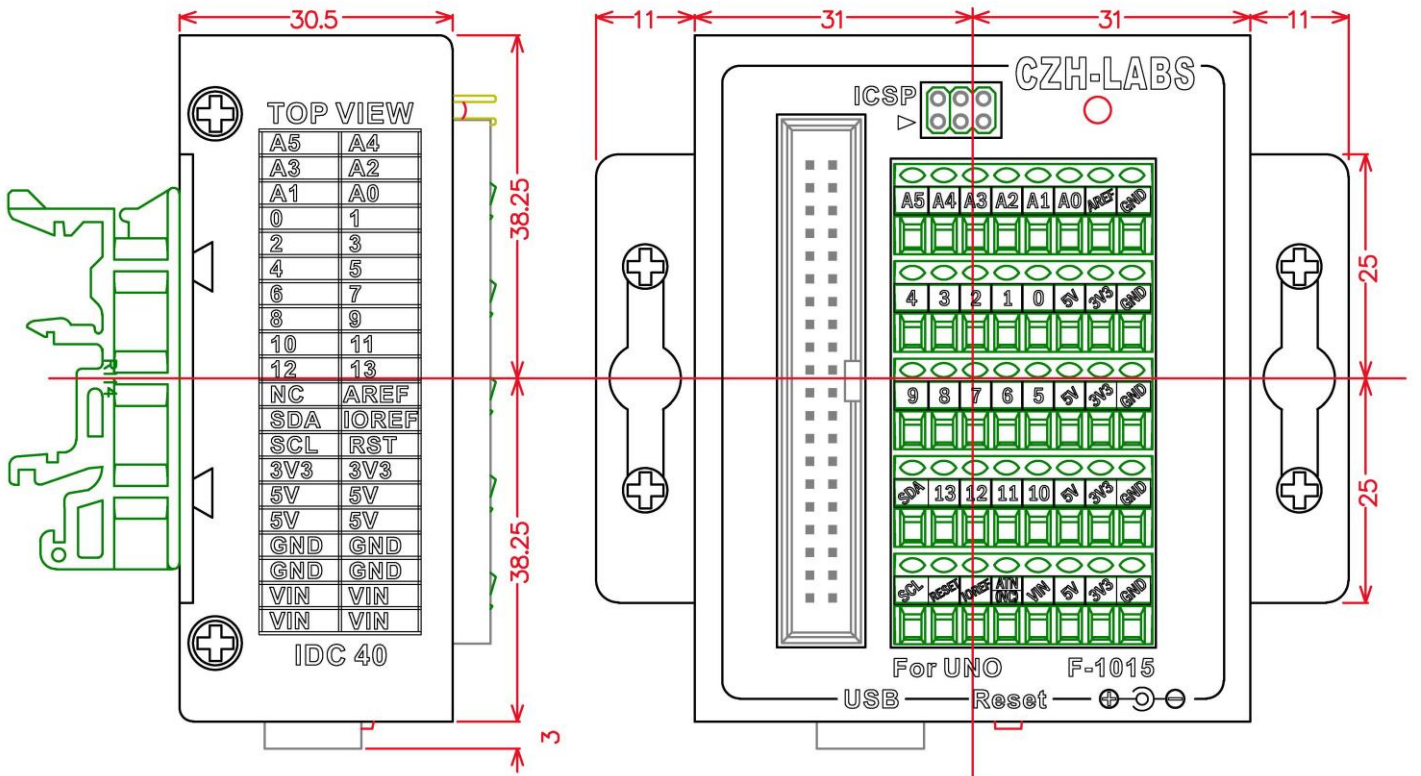 30.5
11 31 31 11
CZH-LABS
ICSP
TOP VIEW
A5 A4
A3 A2
A1 A0
0 1
2 3
4 5
6 7
8 9
10 11
12 13
NC AREF
SDA IOREF
SCL RST
3V3 3V3
5V 5V
5V 5V
GND GND
GND GND
VIN VIN
VIN VIN
IDC 40
38.25
38.25
3
A5 A4 A3 A2 A1 A0 AREF GND
4 3 2 1 0 5V 3V3 GND
9 8 7 6 5 5V 3V3 GND
SDA 13 12 11 10 5V 3V3 GND
SCL RESET IOREF ATN (NC) VIN 5V 3V3 GND
25
25
For UNO F-1015
USB Reset